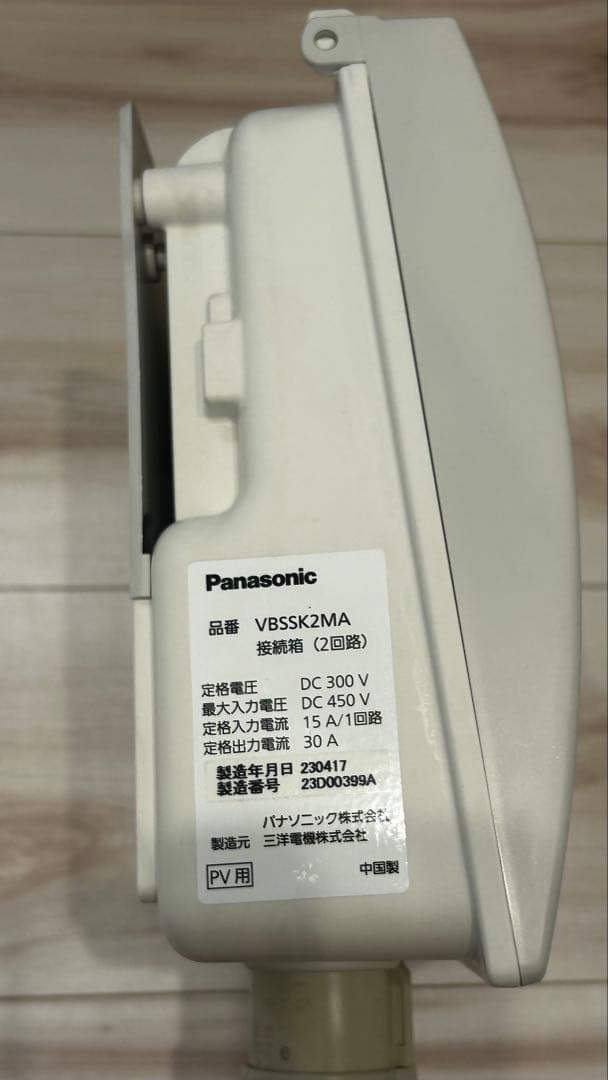 Panasonic
品番 VBSSK2MA
接続箱（2回路）
定格電圧 DC 300 V
最大入力電圧 DC 450 V
定格入力電流 15 A/1回路
定格出力電流 30 A
製造年月日 230417
製造番号 23D00399A
パナソニック株式会社
製造元 三洋電機株式会社
PV用
中国製